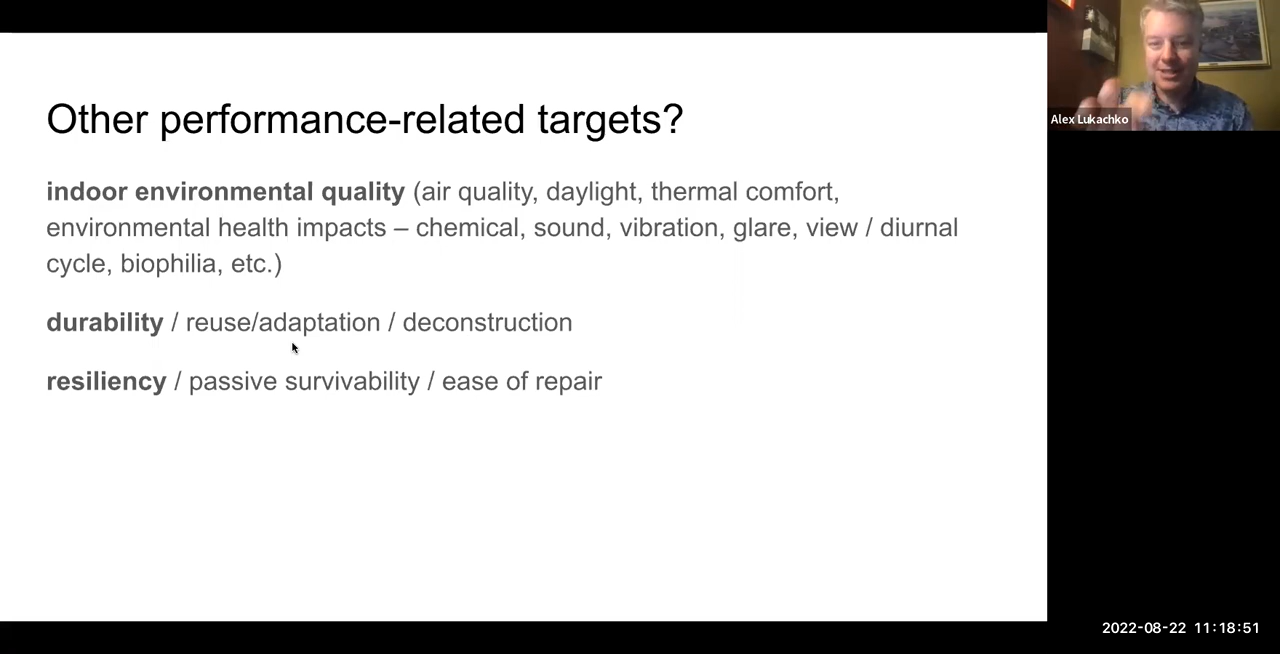 Other performance-related targets?
indoor environmental quality (air quality, daylight, thermal comfort,
environmental health impacts – chemical, sound, vibration, glare, view / diurnal
cycle, biophilia, etc.)
durability / reuse/adaptation / deconstruction
resiliency / passive survivability / ease of repair
Alex Lukachko
2022-08-22 11:18:51